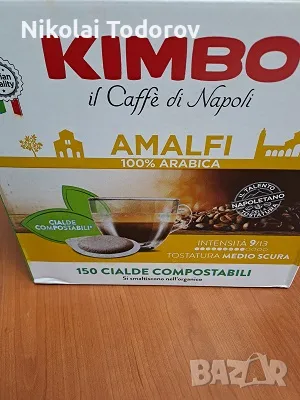 Nikolai Todorov
KIMBO
il Caffè di Napoli
AMALFI
100% ARABICA
CIALDE
COMPOSTABILI
IL TALENTO
NAPOLETANO
TOSTATURA
INTENSITÀ 9/13
TOSTATURA MEDIO SCURA
150 CIALDE COMPOSTABILI
Si smaltiscono nell'organico
BAZAR